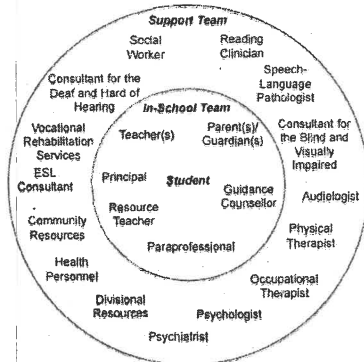 Support Team
Social
Worker
Reading
Clinician
Speech-
Language
Pathologist
Consultant for the
Deaf and Hard of
Hearing
In-School Team
Teacher(s)
Parent(s)/
Guardian(s)
Consultant for
the Blind and
Visually
Impaired
Vocational
Rehabilitation
Services
ESL
Consultant
Principal
Student
Guidance
Counsellor
Audiologist
Resource
Teacher
Community
Resources
Physical
Therapist
Paraprofessional
Health
Personnel
Occupational
Therapist
Divisional
Resources
Psychologist
Psychiatrist